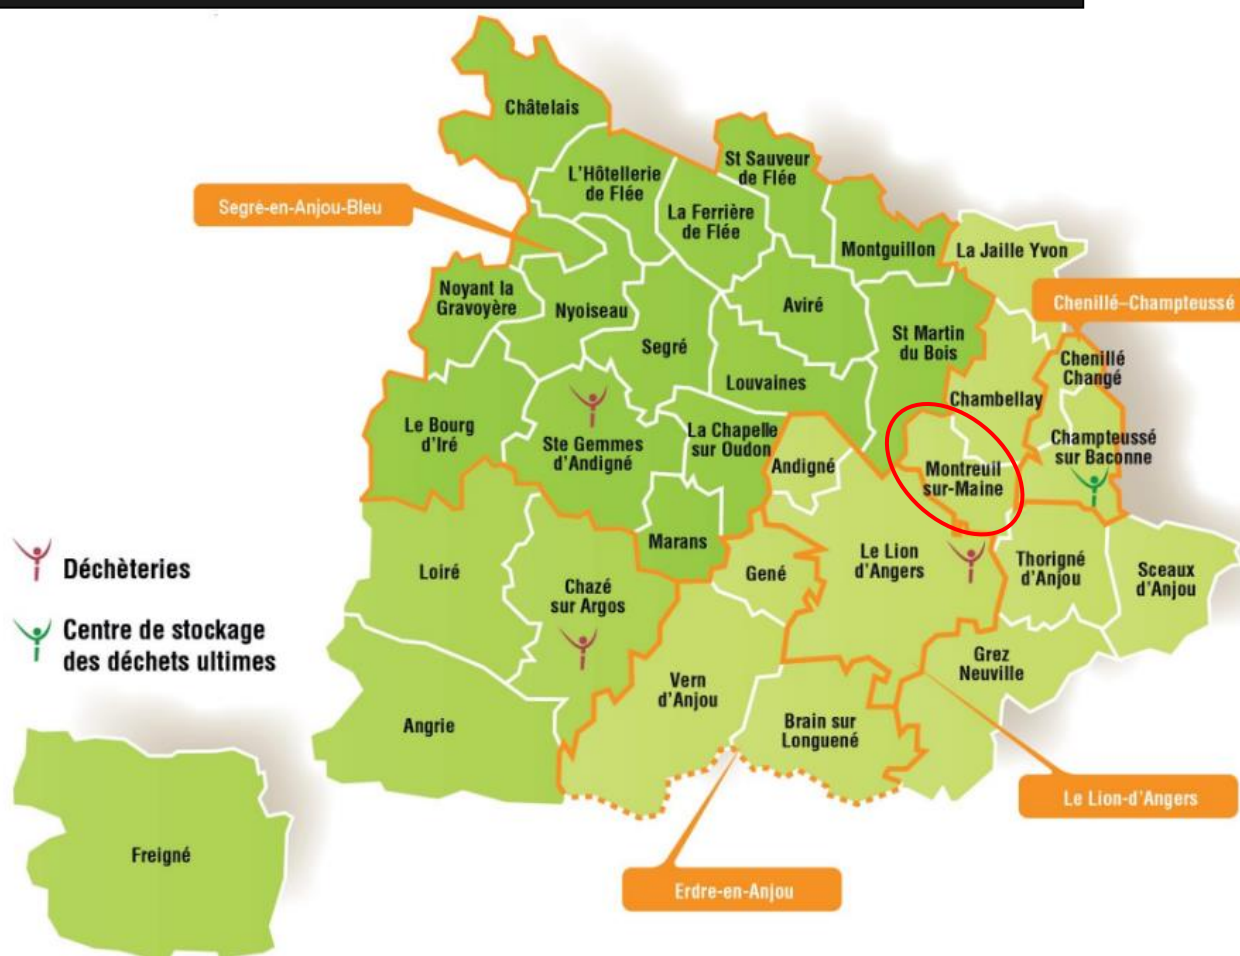 Châtelais
L'Hôtellerie
de Flée
St Sauveur
de Flée
Segré-en-Anjou-Bleu
La Ferrière
de Flée
Montguillon
La Jaille Yvon
Noyant la
Gravoyère
Nyoiseau
Aviré
Chenillé–Champteussé
Segré
St Martin
du Bois
Chenillé
Changé
Louvaines
Chambellay
Le Bourg
d'Iré
Ste Gemmes
d'Andigné
La Chapelle
sur Oudon
Andigné
Montreuil
sur-Maine
Champteussé
sur Baconne
Marans
Le Lion
d'Angers
Déchèteries
Loiré
Chazé
sur Argos
Gené
Thorigné
d'Anjou
Sceaux
d'Anjou
Centre de stockage
des déchets ultimes
Vern
d'Anjou
Grez
Neuville
Angrie
Brain sur
Longuené
Le Lion-d'Angers
Freigné
Erdre-en-Anjou